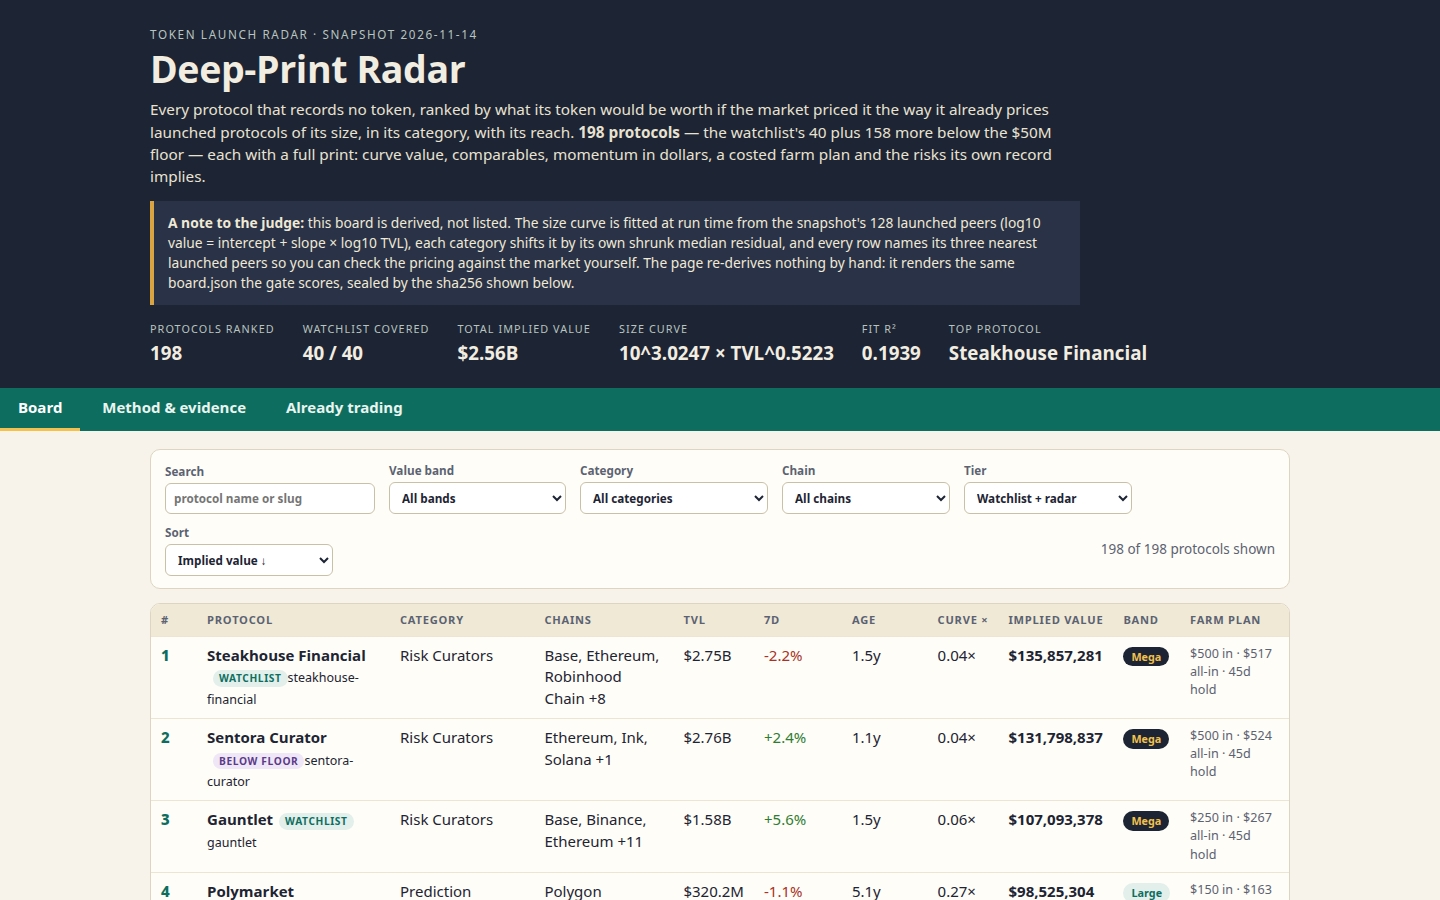 TOKEN LAUNCH RADAR · SNAPSHOT 2026-11-14
Deep-Print Radar
Every protocol that records no token, ranked by what its token would be worth if the market priced it the way it already prices
launched protocols of its size, in its category, with its reach. 198 protocols — the watchlist's 40 plus 158 more below the $50M
floor — each with a full print: curve value, comparables, momentum in dollars, a costed farm plan and the risks its own record
implies.
A note to the judge: this board is derived, not listed. The size curve is fitted at run time from the snapshot's 128 launched peers (log10
value = intercept + slope × log10 TVL), each category shifts it by its own shrunk median residual, and every row names its three nearest
launched peers so you can check the pricing against the market yourself. The page re-derives nothing by hand: it renders the same
board.json the gate scores, sealed by the sha256 shown below.
PROTOCOLS RANKED WATCHLIST COVERED TOTAL IMPLIED VALUE SIZE CURVE FIT R² TOP PROTOCOL
198 40 / 40 $2.56B 10^3.0247 × TVL^0.5223 0.1939 Steakhouse Financial
Board Method & evidence Already trading
Search Value band Category Chain Tier
protocol name or slug All bands All categories All chains Watchlist + radar
Sort
Implied value ↓
198 of 198 protocols shown
# PROTOCOL CATEGORY CHAINS TVL 7D AGE CURVE × IMPLIED VALUE BAND FARM PLAN
1 Steakhouse Financial Risk Curators Base, Ethereum, $2.75B -2.2% 1.5y 0.04× $135,857,281 Mega $500 in · $517
WATCHLIST steakhouse- Robinhood all-in · 45d
financial Chain +8 hold
2 Sentora Curator Risk Curators Ethereum, Ink, $2.76B +2.4% 1.1y 0.04× $131,798,837 Mega $500 in · $524
BELOW FLOOR sentora- Solana +1 all-in · 45d
curator hold
3 Gauntlet WATCHLIST Risk Curators Base, Binance, $1.58B +5.6% 1.5y 0.06× $107,093,378 Mega $250 in · $267
gauntlet Ethereum +11 all-in · 45d
hold
4 Polymarket Prediction Polygon $320.2M -1.1% 5.1y 0.27× $98,525,304 Large $150 in · $163